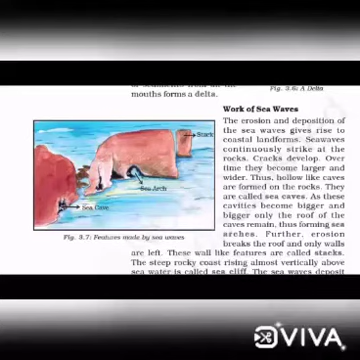 mouths forms a delta.
Fig. 3.6: A Delta
Stack
Sea Arch
Sea Case
Fig. 3.7: Features made by sea waves
Work of Sea Waves
The erosion and deposition of
the sea waves gives rise to
coastal landforms. Seawaves
continuously strike at the
rocks. Cracks develop. Over
time they become larger and
wider. Thus, hollow like caves
are formed on the rocks. They
are called sea caves. As these
cavities become bigger and
bigger only the roof of the
caves remain, thus forming sea
arches. Further, erosion
breaks the roof and only walls
are left. These wall like features are called stacks.
The steep rocky coast rising almost vertically above
sea water is called sea cliff. The sea waves deposit
VIVA